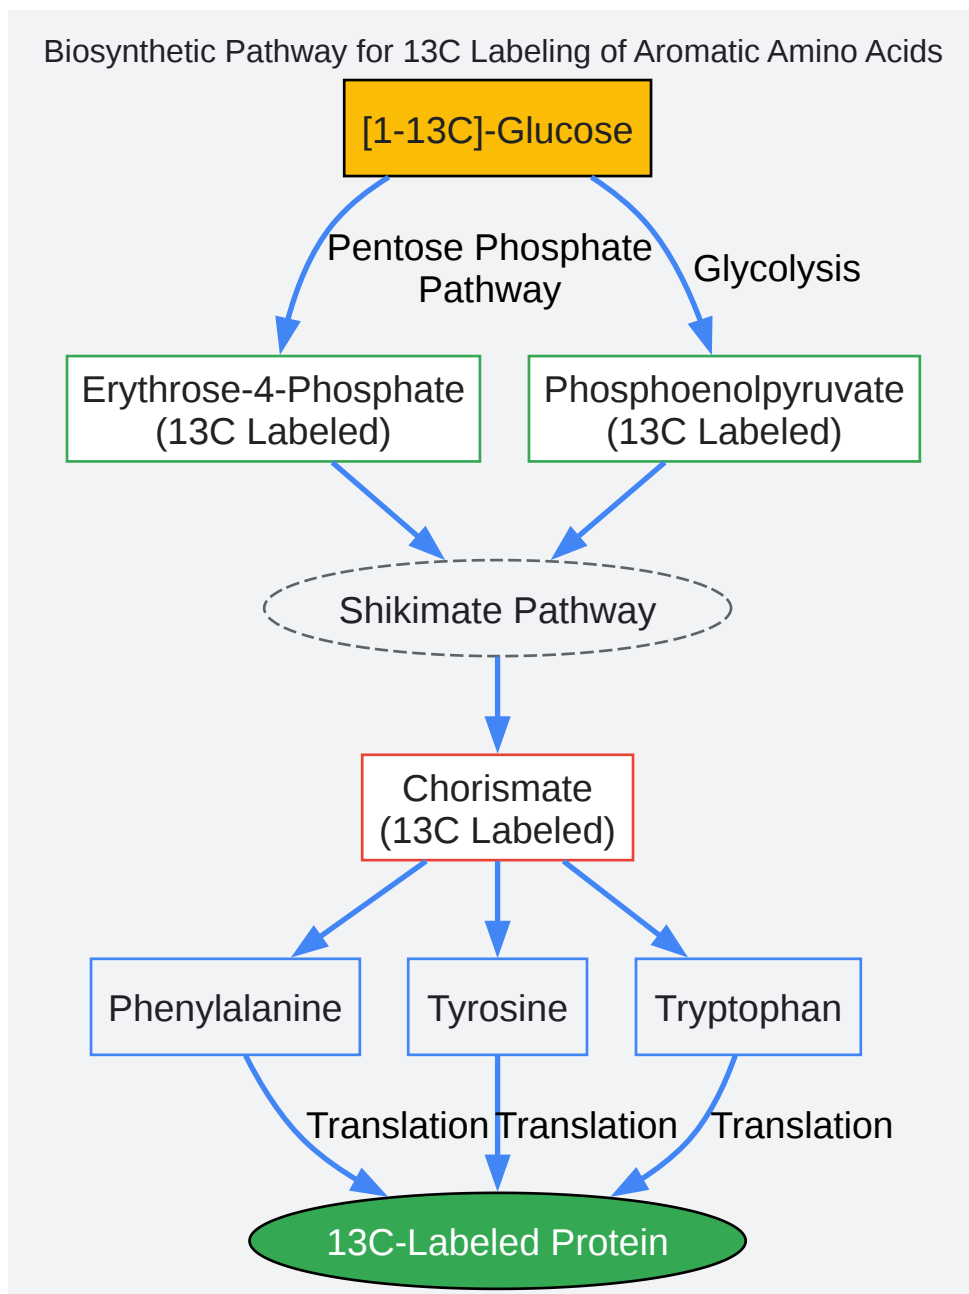 Biosynthetic Pathway for 13C Labeling of Aromatic Amino Acids
[1-13C]-Glucose
Pentose Phosphate
Pathway
Glycolysis
Erythrose-4-Phosphate
(13C Labeled)
Phosphoenolpyruvate
(13C Labeled)
Shikimate Pathway
Chorismate
(13C Labeled)
Phenylalanine
Tyrosine
Tryptophan
Translation
Translation
Translation
13C-Labeled Protein